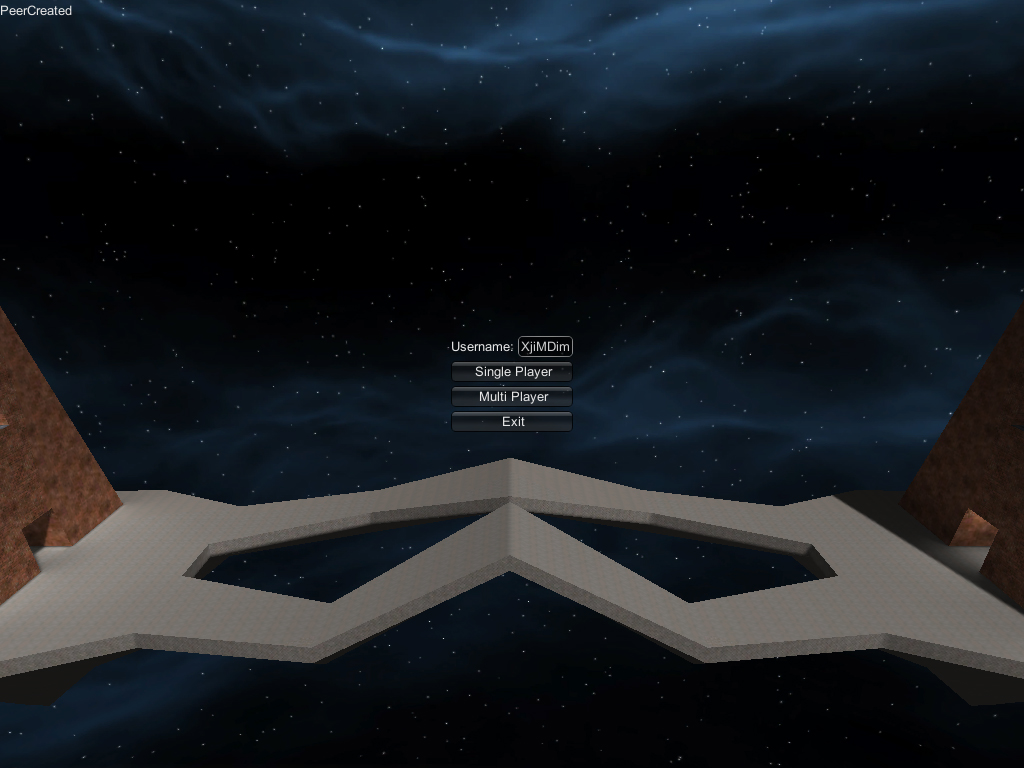 PeerCreated
Username: XjiMDim
Single Player
Multi Player
Exit